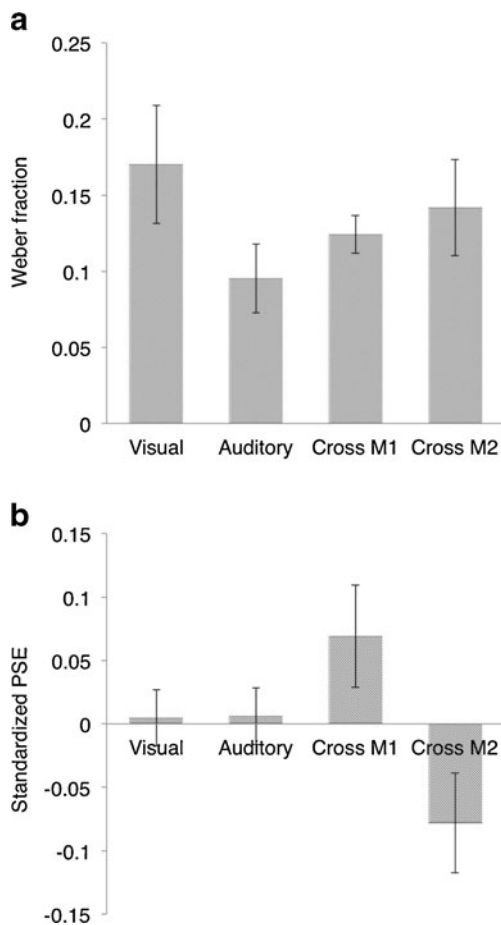 a
0.25
0.2
0.15
0.1
0.05
0
Weber fraction
Visual Auditory Cross M1 Cross M2
b
0.15
0.1
0.05
0
-0.05
-0.1
-0.15
Standardized PSE
Visual Auditory Cross M1 Cross M2